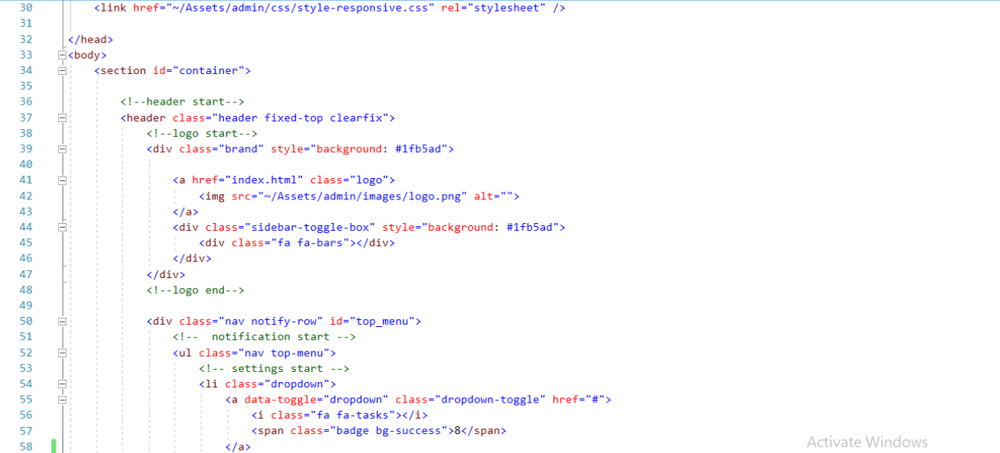 30 <link href="~/Assets/admin/css/style-responsive.css" rel="stylesheet" />
31
32 </head>
33 <body>
34 <section id="container">
35
36 <!--header start-->
37 <header class="header fixed-top clearfix">
38 <!--logo start-->
39 <div class="brand" style="background: #1fb5ad">
40
41 <a href="index.html" class="logo">
42 <img src="~/Assets/admin/images/logo.png" alt="">
43 </a>
44 <div class="sidebar-toggle-box" style="background: #1fb5ad">
45 <div class="fa fa-bars"></div>
46 </div>
47 </div>
48 <!--logo end-->
49
50 <div class="nav notify-row" id="top_menu">
51 <!--  notification start -->
52 <ul class="nav top-menu">
53 <!-- settings start -->
54 <li class="dropdown">
55 <a data-toggle="dropdown" class="dropdown-toggle" href="#">
56 <i class="fa fa-tasks"></i>
57 <span class="badge bg-success">8</span>
58 </a>
Activate Windows